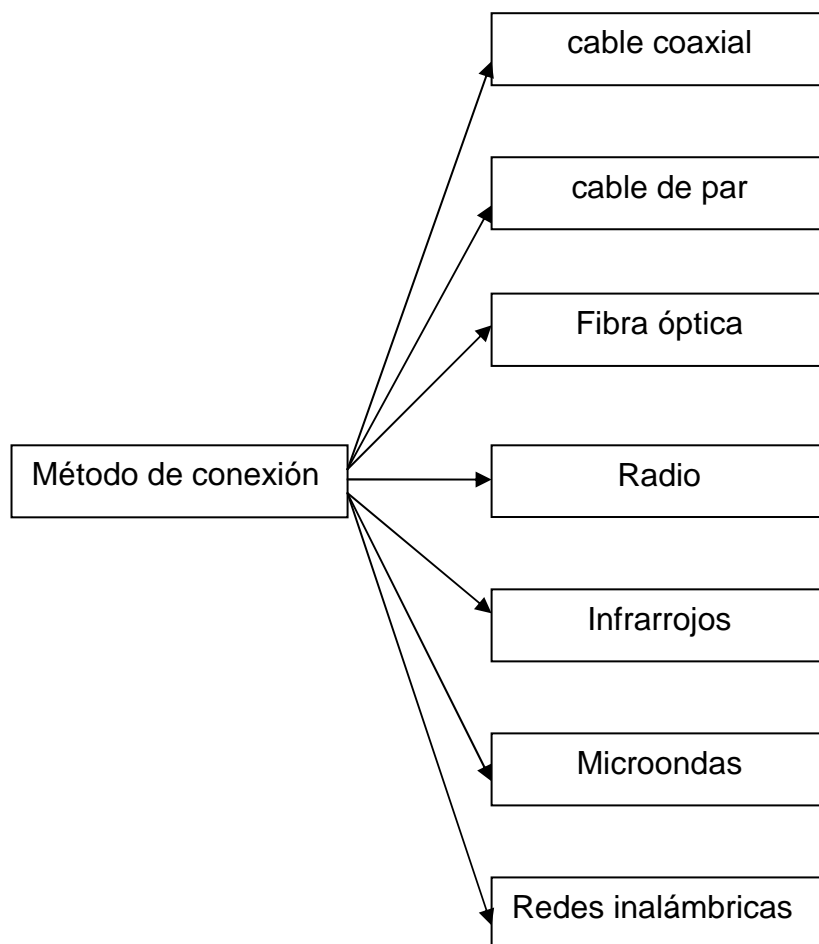 cable coaxial
cable de par
Fibra óptica
Método de conexión
Radio
Infrarrojos
Microondas
Redes inalámbricas